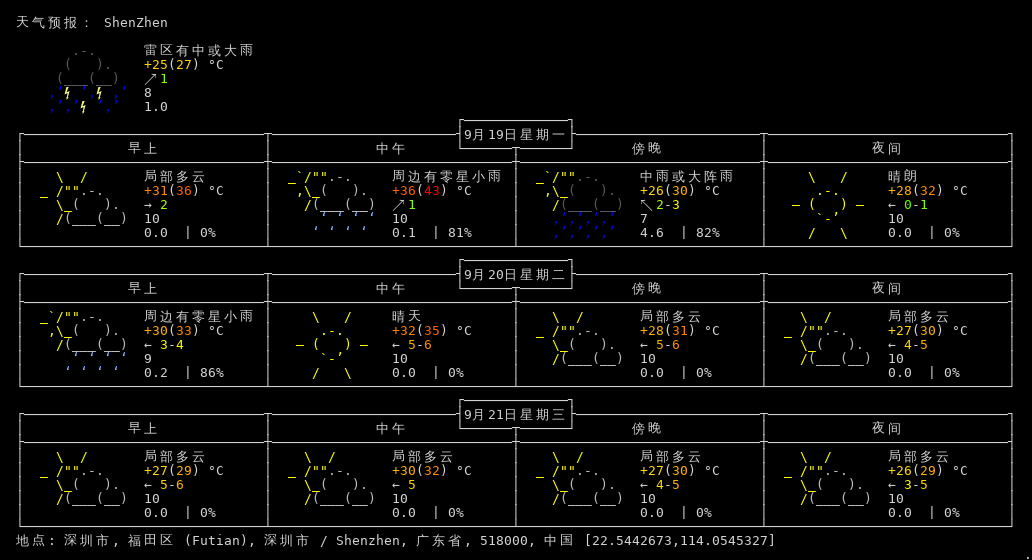 天气预报： ShenZhen
雷区有中或大雨
+25(27) °C
↗1
8
1.0
9月19日星期一
早上 中午 傍晚 夜间
局部多云 周边有零星小雨 中雨或大阵雨 晴朗
+31(36) °C +36(43) °C +26(30) °C +28(32) °C
→ 2 ↗1 ↖2-3 ← 0-1
10 10 7 10
0.0 | 0% 0.1 | 81% 4.6 | 82% 0.0 | 0%
9月20日星期二
早上 中午 傍晚 夜间
周边有零星小雨 晴天 局部多云 局部多云
+30(33) °C +32(35) °C +28(31) °C +27(30) °C
← 3-4 ← 5-6 ← 5-6 ← 4-5
9 10 10 10
0.2 | 86% 0.0 | 0% 0.0 | 0% 0.0 | 0%
9月21日星期三
早上 中午 傍晚 夜间
局部多云 局部多云 局部多云 局部多云
+27(29) °C +30(32) °C +27(30) °C +26(29) °C
← 5-6 ← 5 ← 4-5 ← 3-5
10 10 10 10
0.0 | 0% 0.0 | 0% 0.0 | 0% 0.0 | 0%
地点: 深圳市, 福田区 (Futian), 深圳市 / Shenzhen, 广东省, 518000, 中国 [22.5442673,114.0545327]